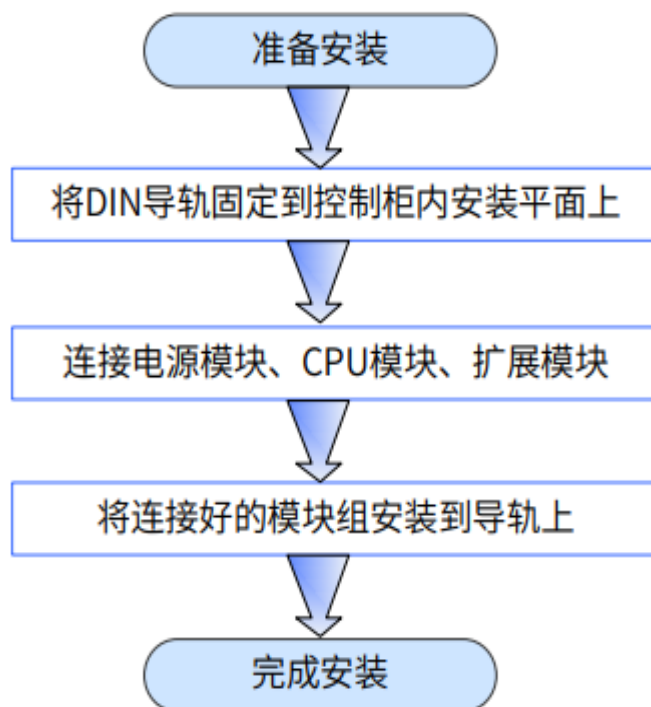 准备安装
将DIN导轨固定到控制柜内安装平面上
连接电源模块、CPU模块、扩展模块
将连接好的模块组安装到导轨上
完成安装